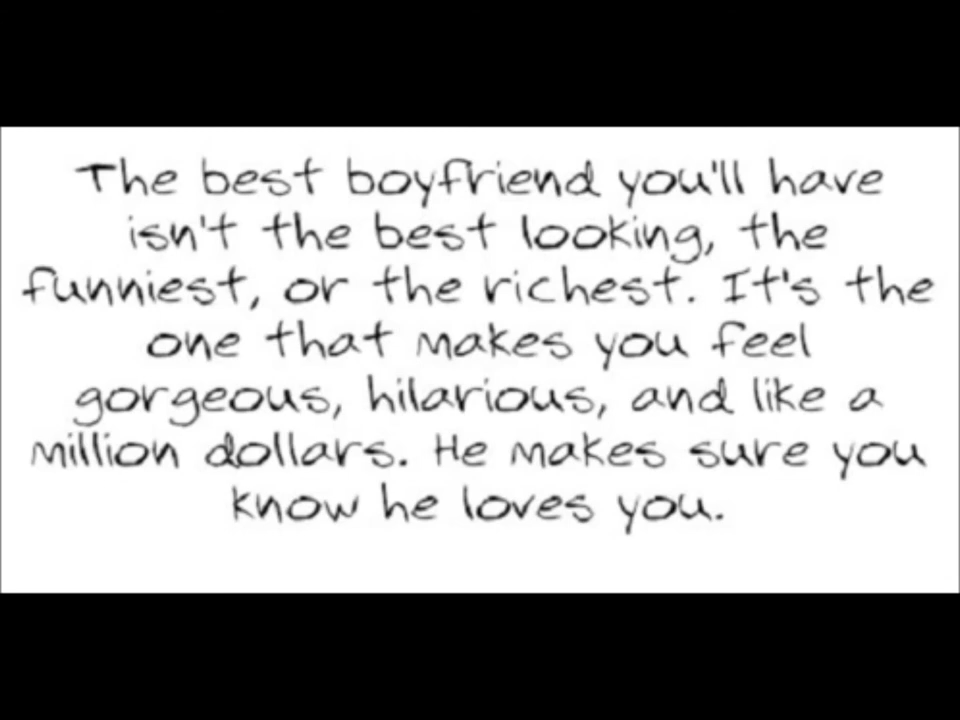 The best boyfriend you'll have
isn't the best looking, the
funniest, or the richest. It's the
one that makes you feel
gorgeous, hilarious, and like a
million dollars. He makes sure you
know he loves you.